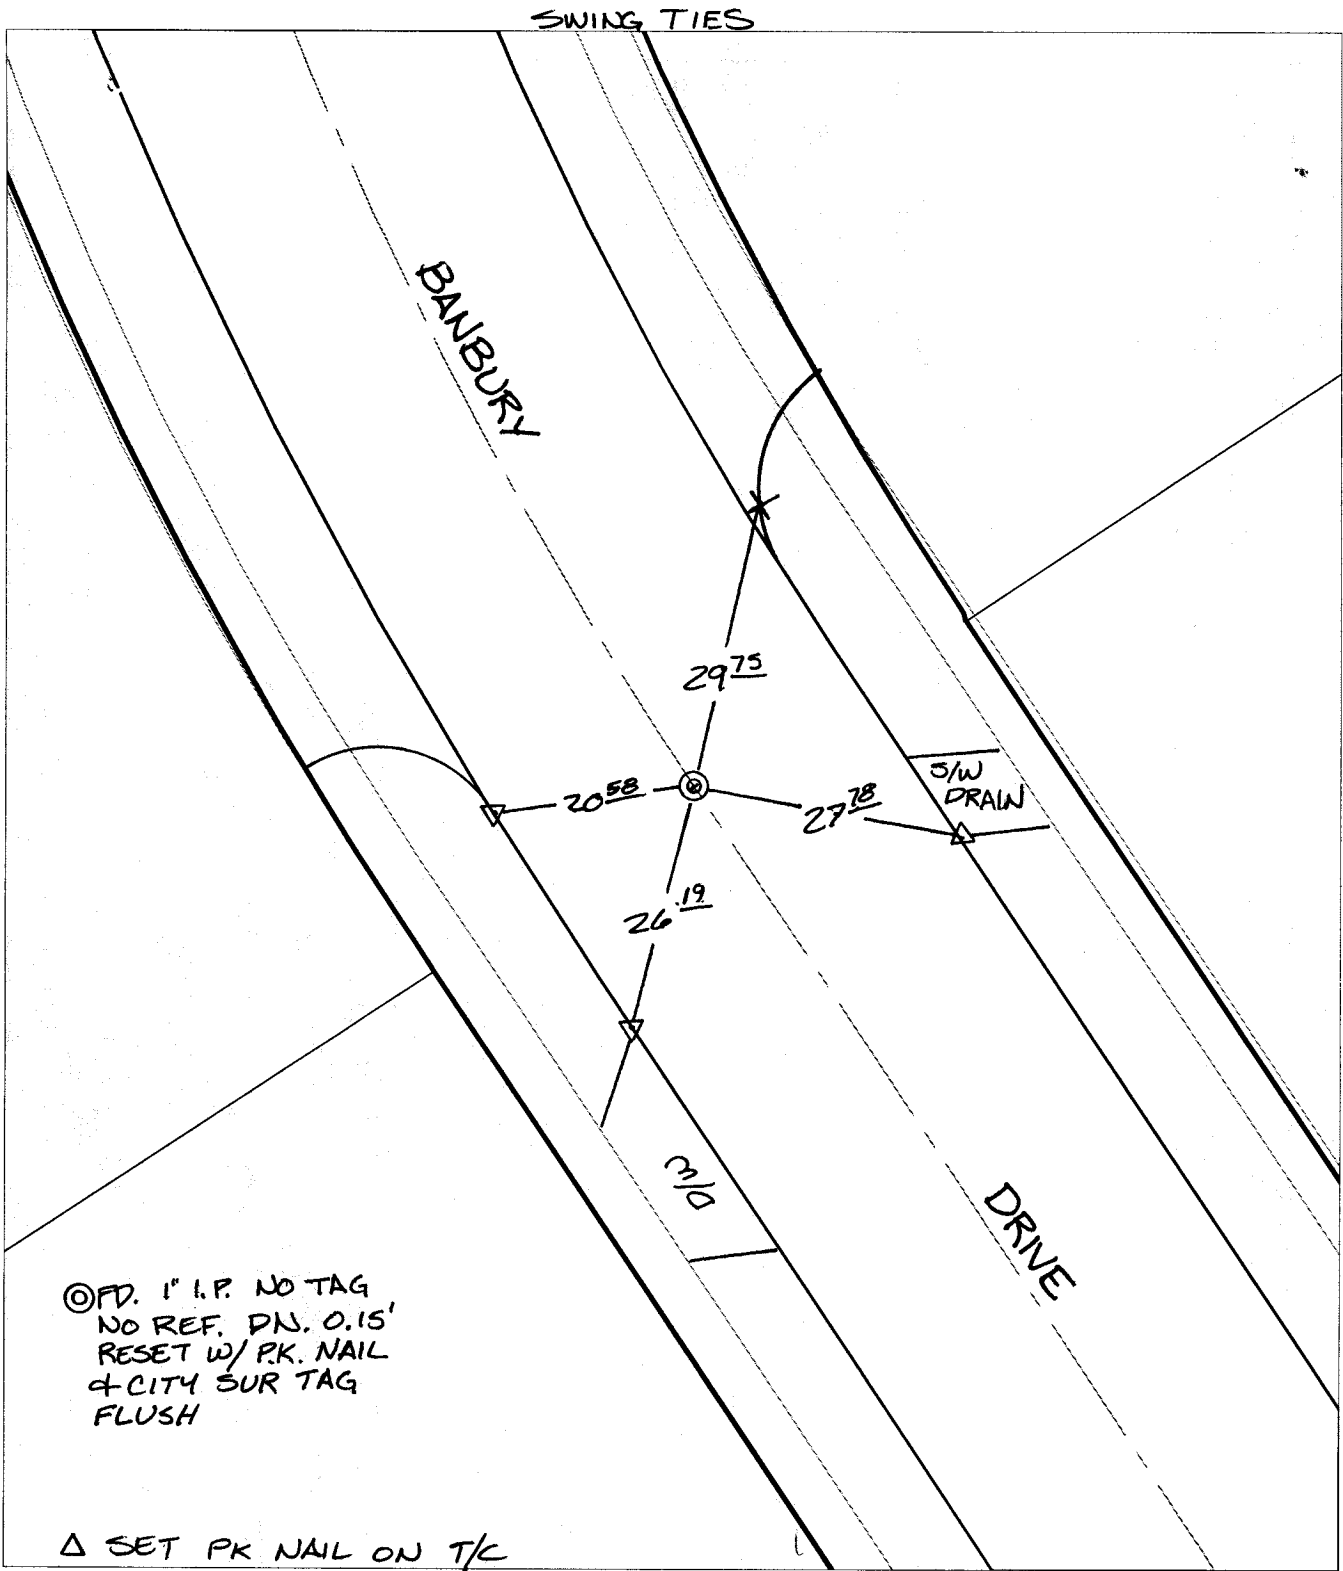 SWING TIES
BANBURY
29 75
S/W
DRAIN
20 58
27 78
26 .19
D/W
DRIVE
FD. 1" I.P. NO TAG
NO REF. DN. 0.15'
RESET W/ P.K. NAIL
& CITY SUR TAG
FLUSH
△ SET PK NAIL ON T/C